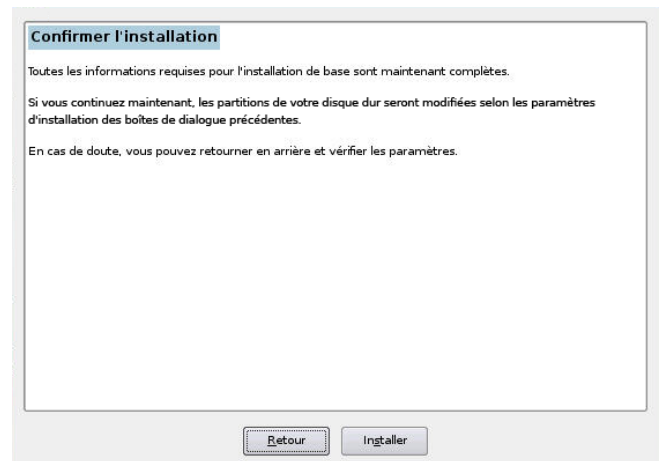 Confirmer l'installation
Toutes les informations requises pour l'installation de base sont maintenant complètes.
Si vous continuez maintenant, les partitions de votre disque dur seront modifiées selon les paramètres
d'installation des boîtes de dialogue précédentes.
En cas de doute, vous pouvez retourner en arrière et vérifier les paramètres.
Retour
Installer